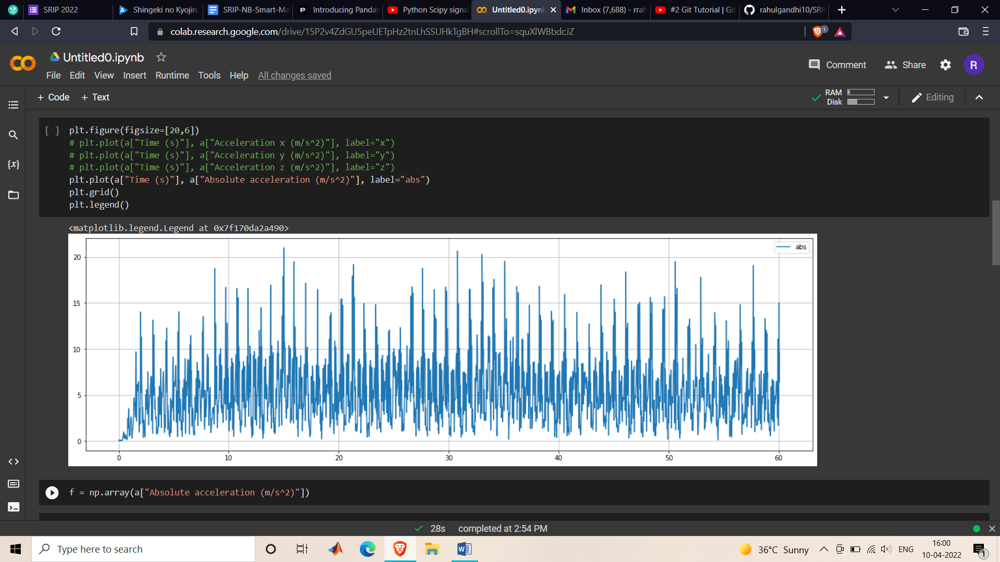 SRIP 2022
Shingeki no Kyojin:
SRIP-NB-Smart-Ma
Introducing Pandas
Python Scipy signa
Untitled0.ipynb
Inbox (7,688) - rrah
#2 Git Tutorial | Git
rahulgandhi10/SRIP
colab.research.google.com/drive/15P2v4ZdGU5peUETpHz2tnLhSSUHkTgBH#scrollTo=squXlWBbdcJZ
1
CO
Untitled0.ipynb
Comment
Share
R
File Edit View Insert Runtime Tools Help All changes saved
+ Code + Text
RAM
Disk
Editing
{x}
[ ]
plt.figure(figsize=[20,6])
# plt.plot(a["Time (s)"], a["Acceleration x (m/s^2)"], label="x")
# plt.plot(a["Time (s)"], a["Acceleration y (m/s^2)"], label="y")
# plt.plot(a["Time (s)"], a["Acceleration z (m/s^2)"], label="z")
plt.plot(a["Time (s)"], a["Absolute acceleration (m/s^2)"], label="abs")
plt.grid()
plt.legend()
<matplotlib.legend.Legend at 0x7f170da2a490>
abs
20
15
10
5
0
0 10 20 30 40 50 60
f = np.array(a["Absolute acceleration (m/s^2)"])
28s completed at 2:54 PM
Type here to search
36°C Sunny
ENG
16:00
10-04-2022
1